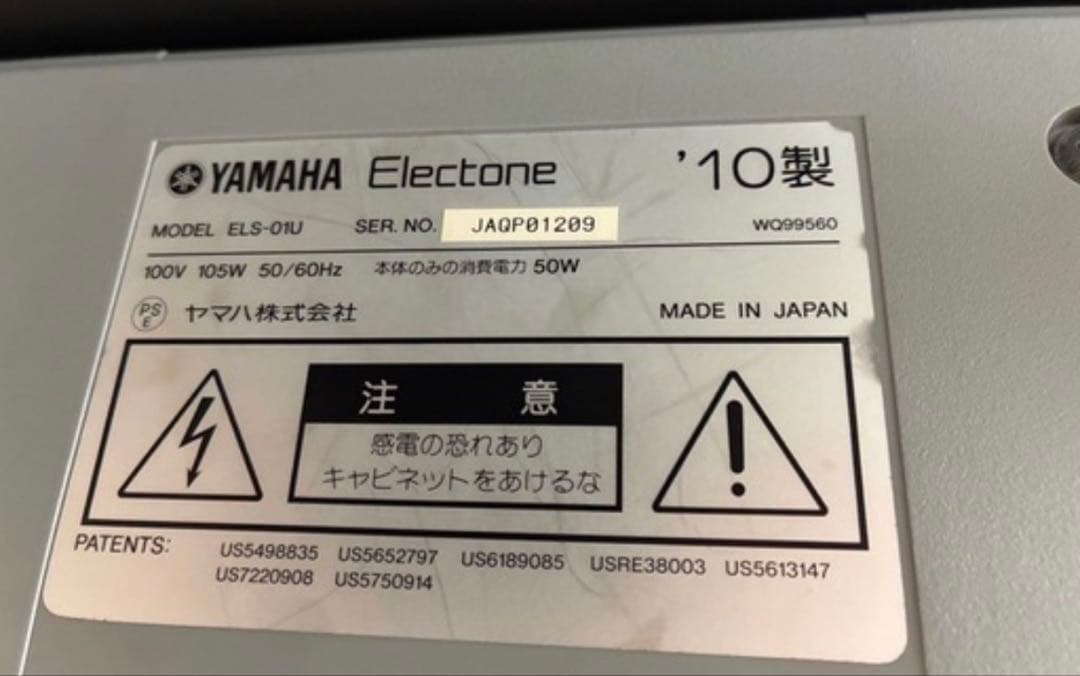 YAMAHA Electone '10製
MODEL ELS-01U SER. NO. JAQP01209 WQ99560
100V 105W 50/60Hz 本体のみの消費電力 50W
PS E ヤマハ株式会社 MADE IN JAPAN
注 意
感電の恐れあり
キャビネットをあけるな
PATENTS: US5498835 US5652797 US6189085 USRE38003 US5613147
US7220908 US5750914